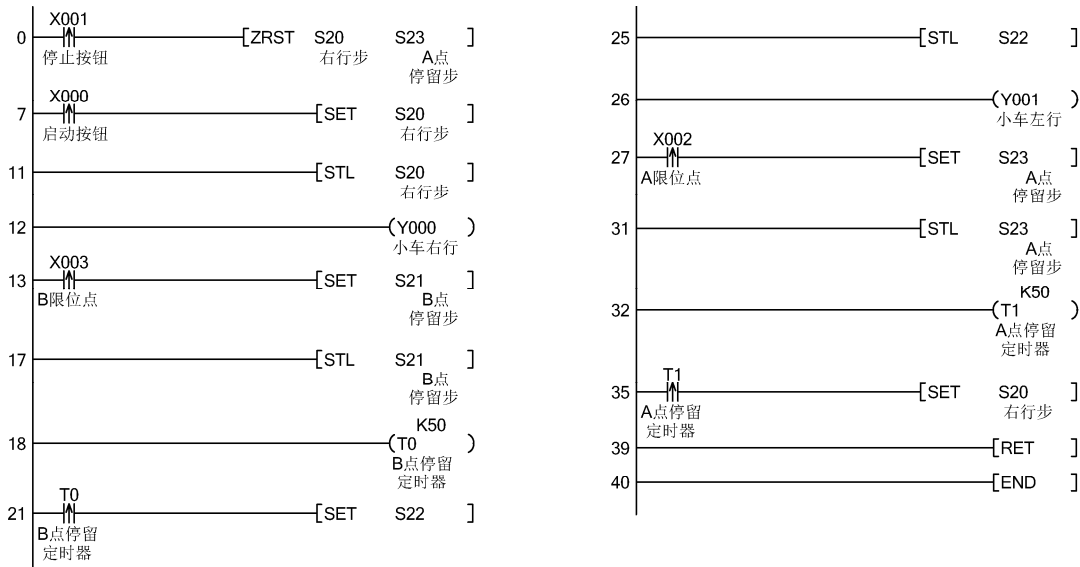 X001
0 [ZRST S20 S23 ]
停止按钮 右行步 A点
停留步
X000
7 [SET S20 ]
启动按钮 右行步
11 [STL S20 ]
右行步
12 (Y000 )
小车右行
X003
13 [SET S21 ]
B限位点 B点
停留步
17 [STL S21 ]
B点
停留步
K50
18 (T0 )
B点停留
定时器
T0
21 [SET S22 ]
B点停留
定时器
25 [STL S22 ]
26 (Y001 )
小车左行
X002
27 [SET S23 ]
A限位点 A点
停留步
31 [STL S23 ]
A点
停留步
K50
32 (T1 )
A点停留
定时器
T1
35 [SET S20 ]
A点停留 右行步
定时器
39 [RET ]
40 [END ]